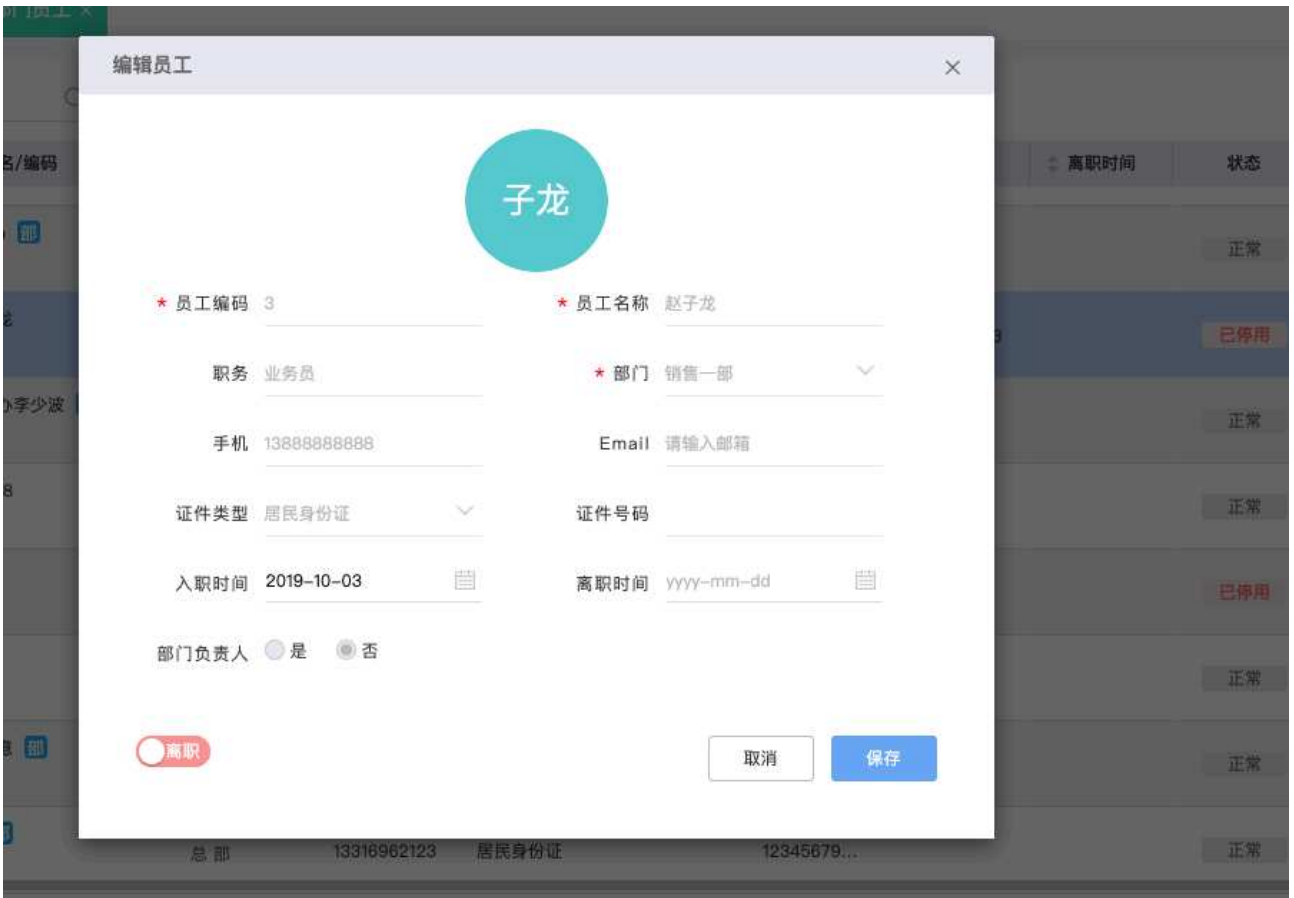 门员工 ×
编辑员工
名/编码
离职时间
状态
子龙
部
正常
* 员工编码 3
* 员工名称 赵子龙
已停用
职务 业务员
* 部门 销售一部
李少波
正常
手机 13888888888
Email 请输入邮箱
8
正常
证件类型 居民身份证
证件号码
入职时间 2019-10-03
离职时间 yyyy-mm-dd
已停用
部门负责人 是 否
正常
部
离职
取消
保存
正常
总部
13316962123
居民身份证
12345679...
正常